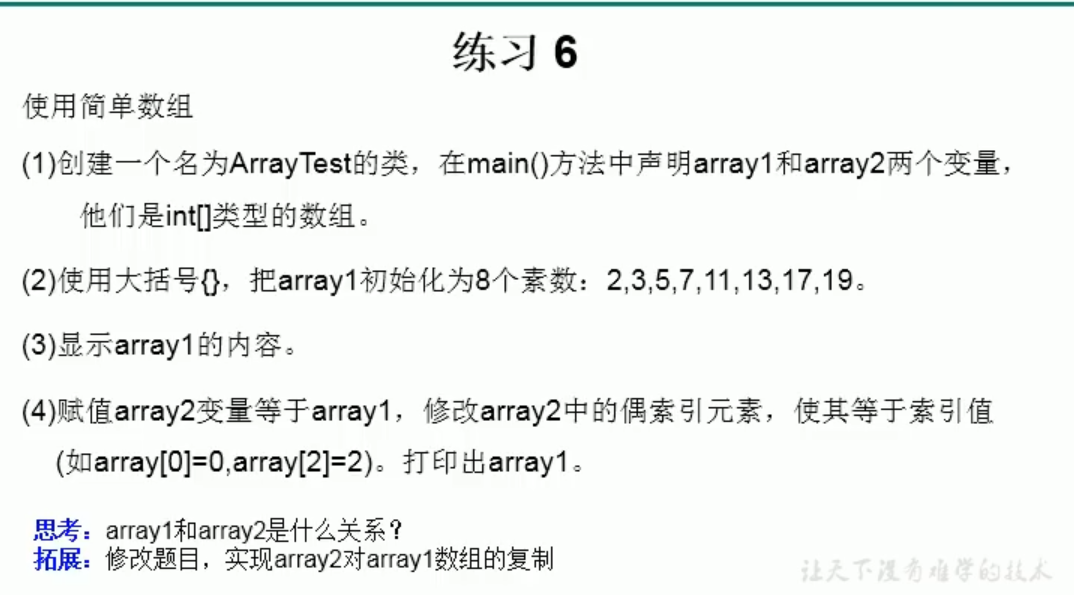 练习 6
使用简单数组
(1)创建一个名为ArrayTest的类，在main()方法中声明array1和array2两个变量，
他们是int[]类型的数组。
(2)使用大括号{}，把array1初始化为8个素数：2,3,5,7,11,13,17,19。
(3)显示array1的内容。
(4)赋值array2变量等于array1，修改array2中的偶索引元素，使其等于索引值
(如array[0]=0,array[2]=2)。打印出array1。
思考：array1和array2是什么关系？
拓展：修改题目，实现array2对array1数组的复制
让天下没有难学的技术